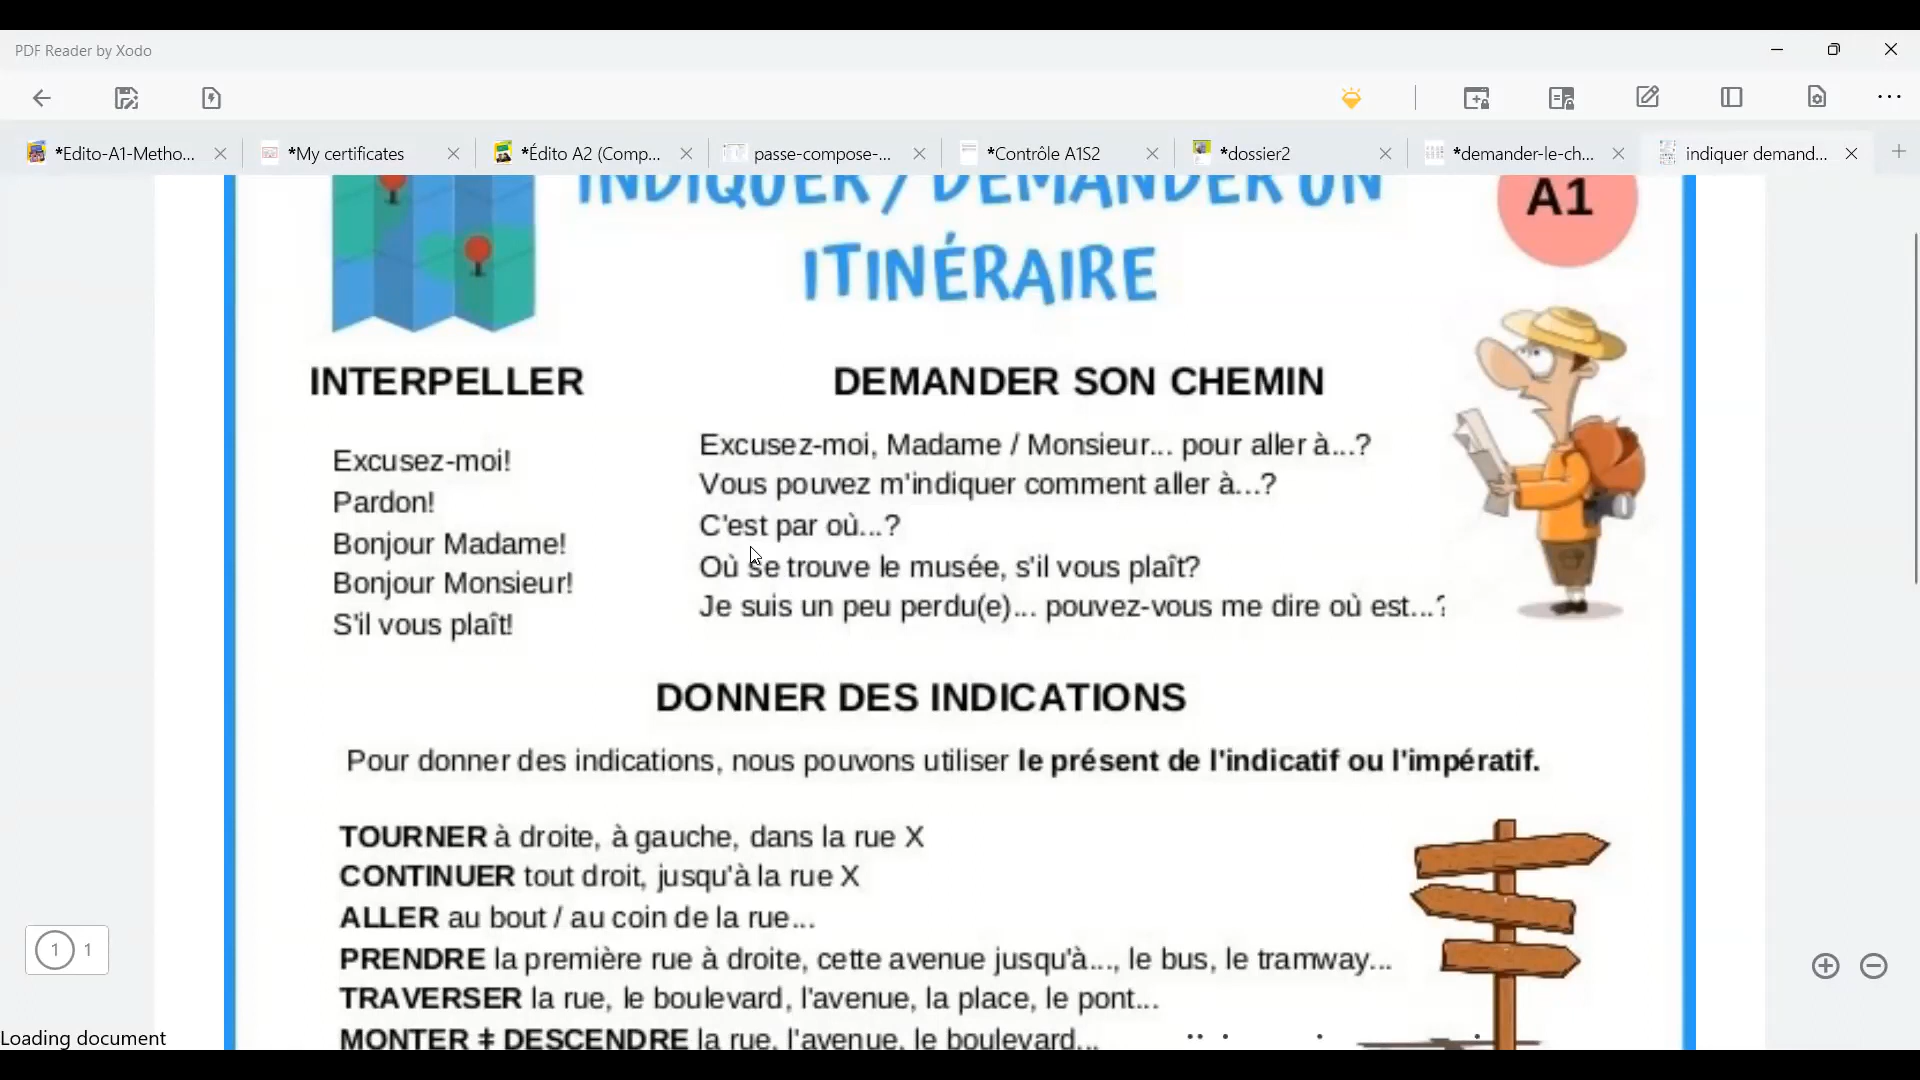 PDF Reader by Xodo
*Edito-A1-Metho...
*My certificates
*Édito A2 (Comp...
passe-compose-...
*Contrôle A1S2
*dossier2
*demander-le-ch...
indiquer demand...
INDIQUER / DEMANDER UN
ITINÉRAIRE
A1
INTERPELLER
Excusez-moi!
Pardon!
Bonjour Madame!
Bonjour Monsieur!
S'il vous plaît!
DEMANDER SON CHEMIN
Excusez-moi, Madame / Monsieur... pour aller à...?
Vous pouvez m'indiquer comment aller à...?
C'est par où...?
Où se trouve le musée, s'il vous plaît?
Je suis un peu perdu(e)... pouvez-vous me dire où est...?
DONNER DES INDICATIONS
Pour donner des indications, nous pouvons utiliser le présent de l'indicatif ou l'impératif.
TOURNER à droite, à gauche, dans la rue X
CONTINUER tout droit, jusqu'à la rue X
ALLER au bout / au coin de la rue...
PRENDRE la première rue à droite, cette avenue jusqu'à..., le bus, le tramway...
TRAVERSER la rue, le boulevard, l'avenue, la place, le pont...
MONTER ǂ DESCENDRE la rue, l'avenue, le boulevard...
1 1
Loading document